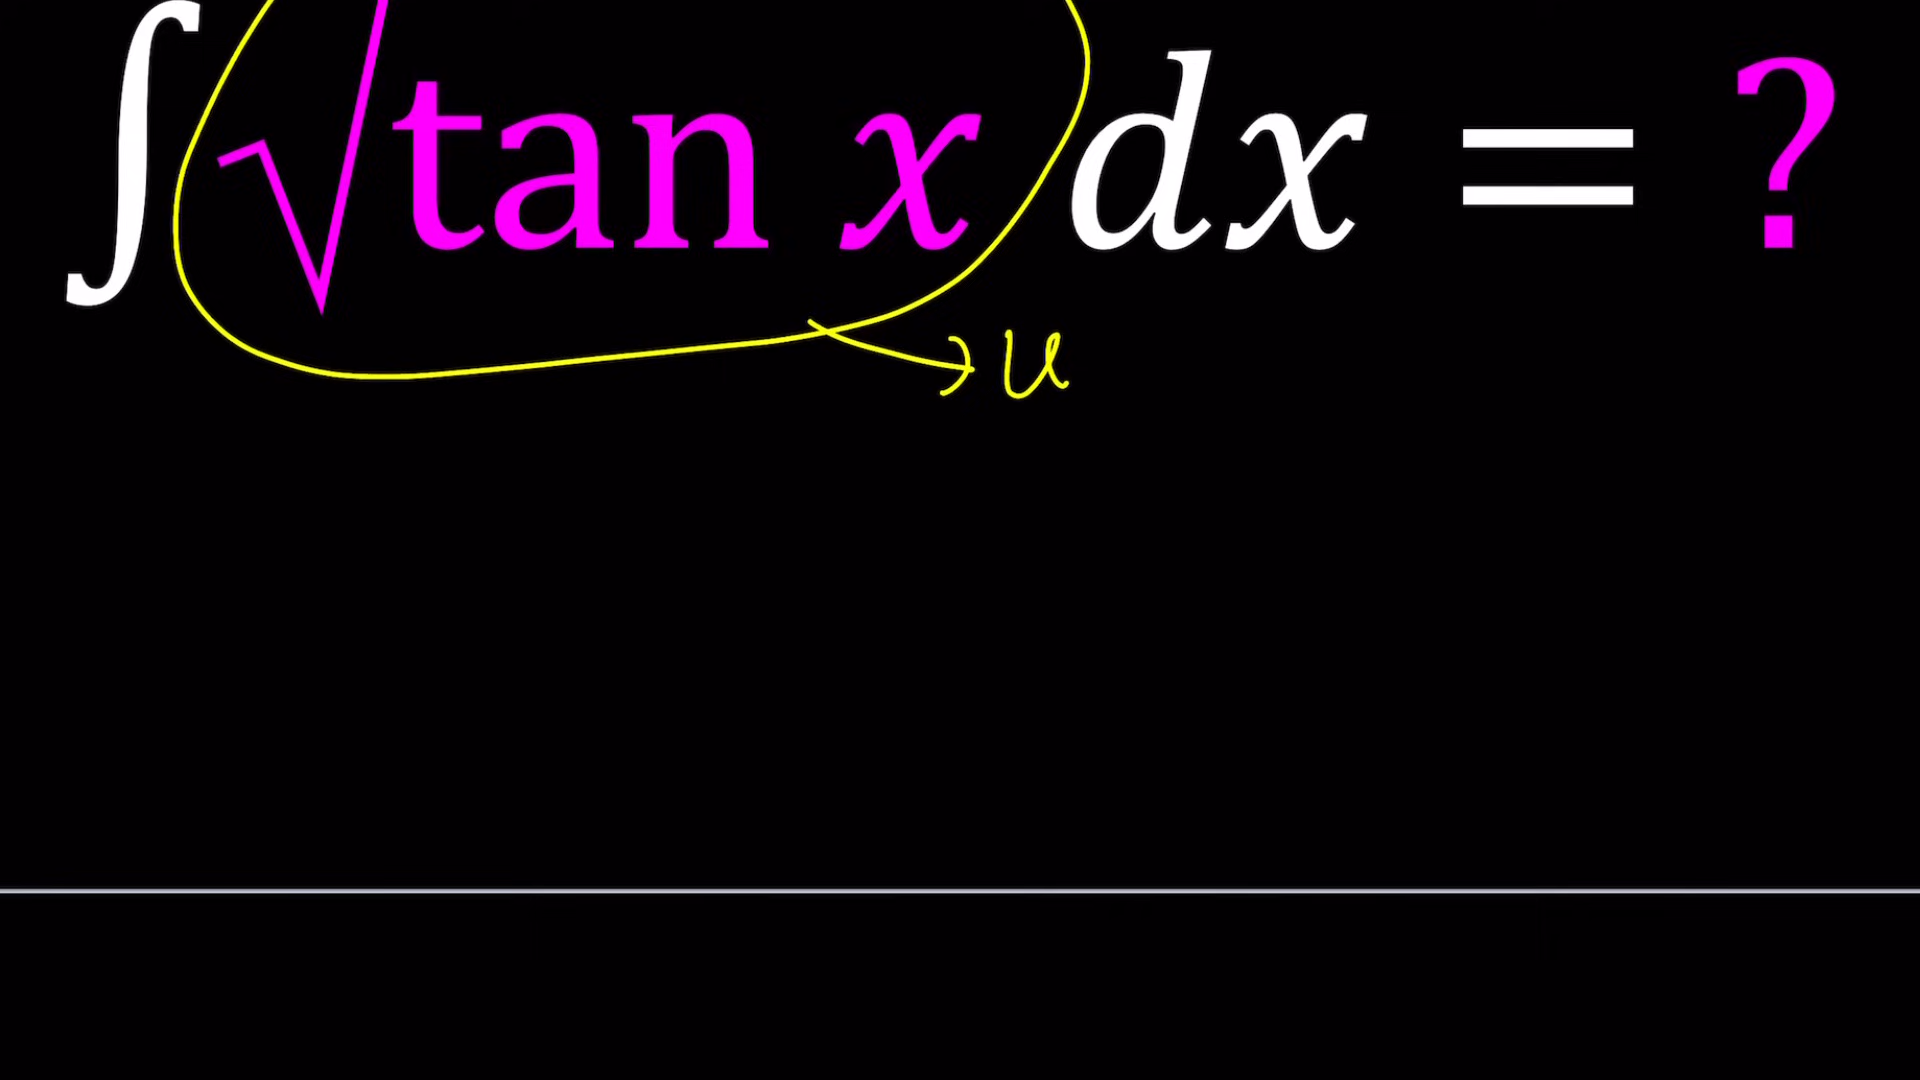 ∫ √tan x dx = ?
→ u